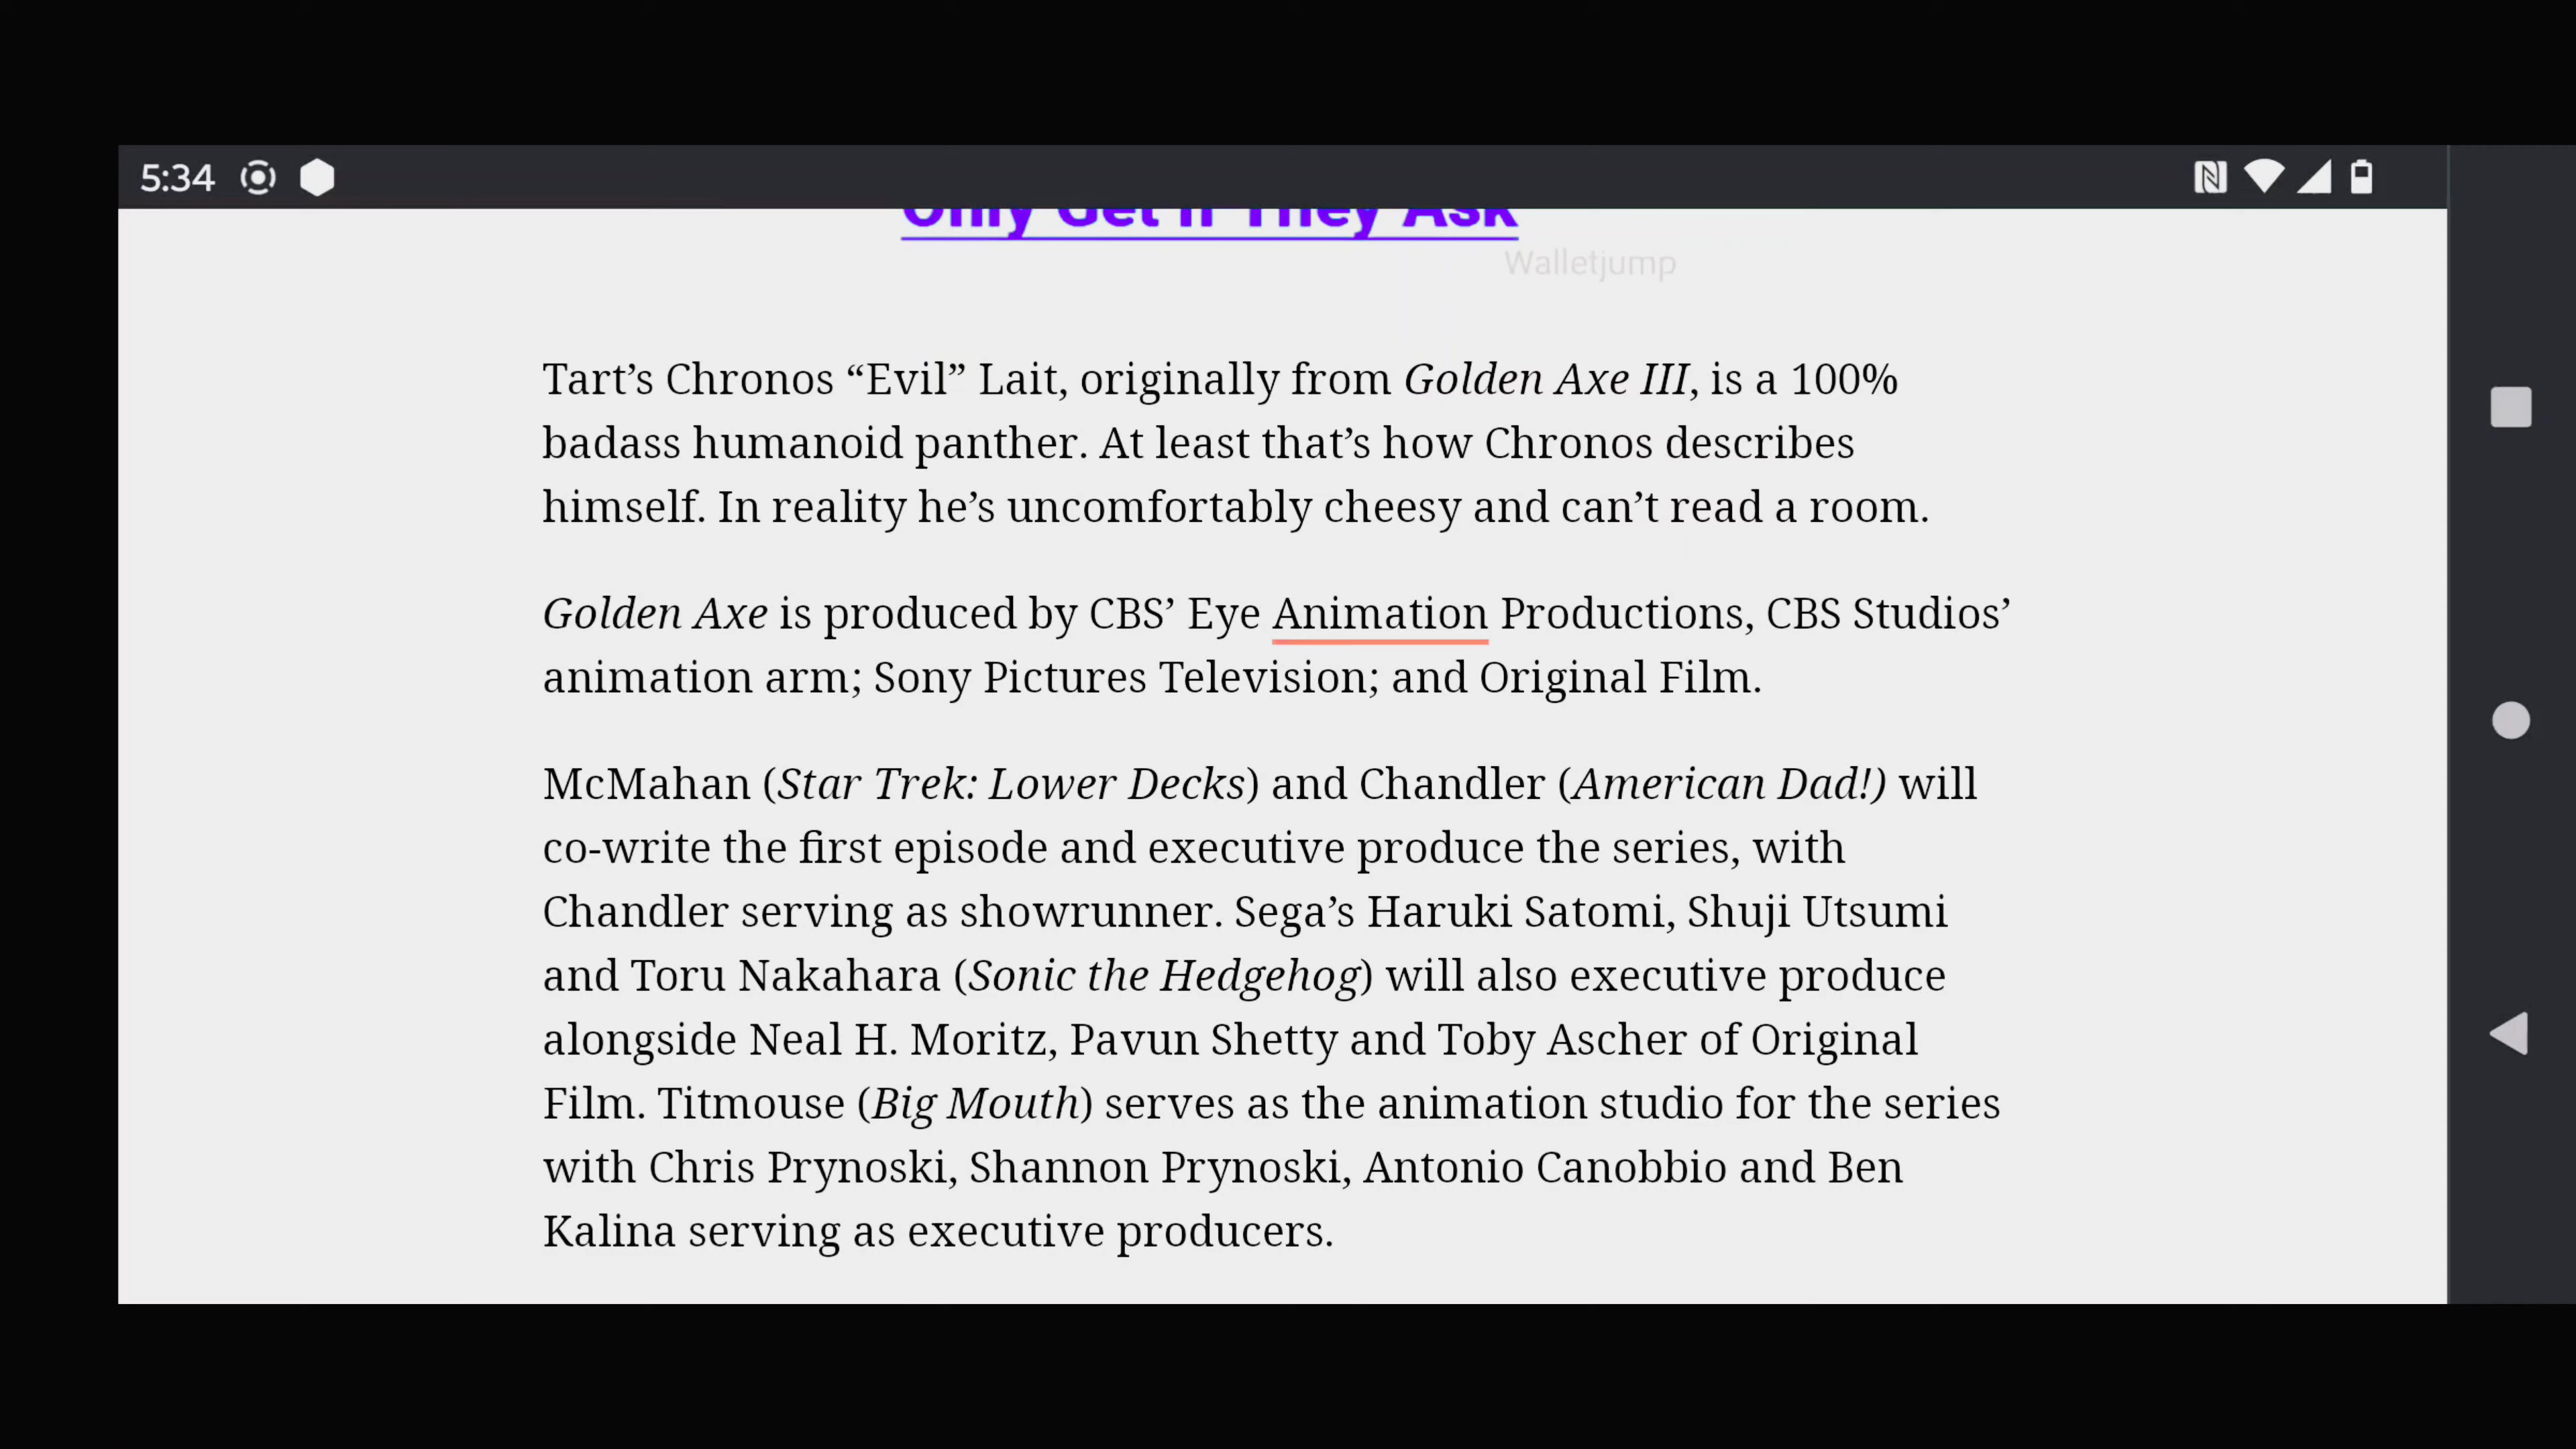 5:34
Only Get If They Ask
Walletjump
Tart’s Chronos “Evil” Lait, originally from Golden Axe III, is a 100%
badass humanoid panther. At least that’s how Chronos describes
himself. In reality he’s uncomfortably cheesy and can’t read a room.
Golden Axe is produced by CBS’ Eye Animation Productions, CBS Studios’
animation arm; Sony Pictures Television; and Original Film.
McMahan (Star Trek: Lower Decks) and Chandler (American Dad!) will
co-write the first episode and executive produce the series, with
Chandler serving as showrunner. Sega’s Haruki Satomi, Shuji Utsumi
and Toru Nakahara (Sonic the Hedgehog) will also executive produce
alongside Neal H. Moritz, Pavun Shetty and Toby Ascher of Original
Film. Titmouse (Big Mouth) serves as the animation studio for the series
with Chris Prynoski, Shannon Prynoski, Antonio Canobbio and Ben
Kalina serving as executive producers.